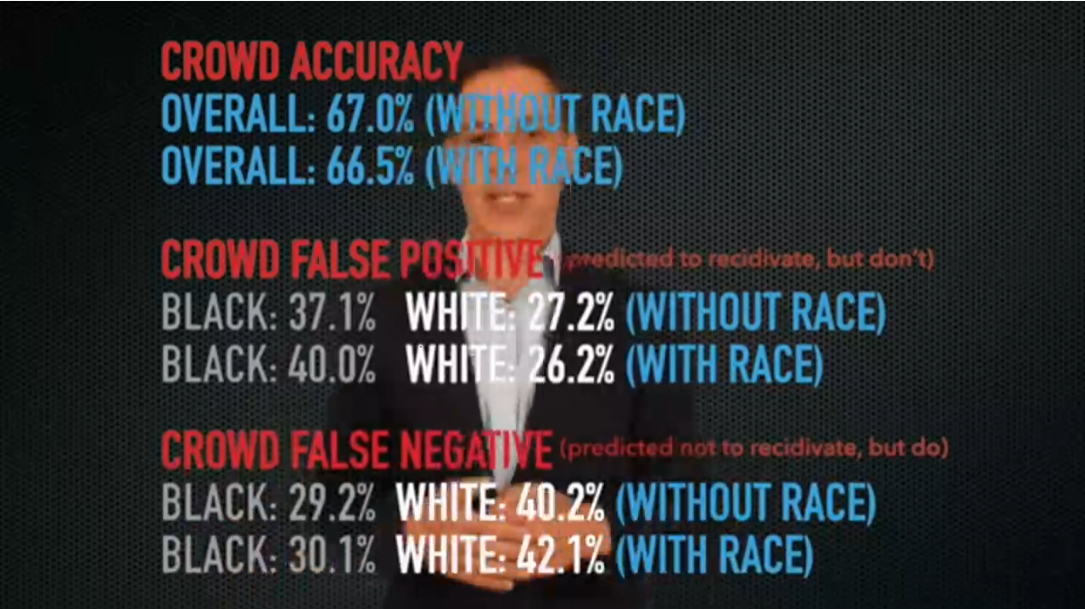 CROWD ACCURACY
OVERALL: 67.0% (WITHOUT RACE)
OVERALL: 66.5% (WITH RACE)
CROWD FALSE POSITIVE (predicted to recidivate, but don't)
BLACK: 37.1% WHITE: 27.2% (WITHOUT RACE)
BLACK: 40.0% WHITE: 26.2% (WITH RACE)
CROWD FALSE NEGATIVE (predicted not to recidivate, but do)
BLACK: 29.2% WHITE: 40.2% (WITHOUT RACE)
BLACK: 30.1% WHITE: 42.1% (WITH RACE)